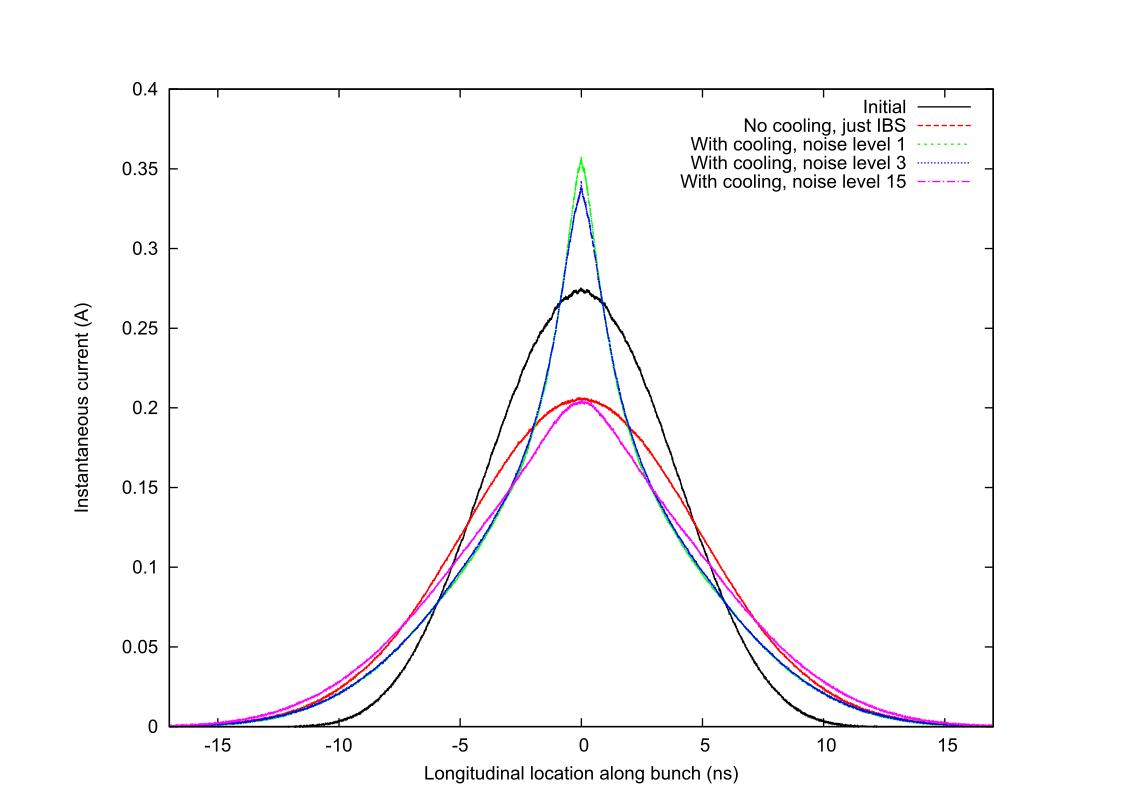 0.4
0.35
0.3
0.25
0.2
0.15
0.1
0.05
0
Instantaneous current (A)
Initial
No cooling, just IBS
With cooling, noise level 1
With cooling, noise level 3
With cooling, noise level 15
-15 -10 -5 0 5 10 15
Longitudinal location along bunch (ns)